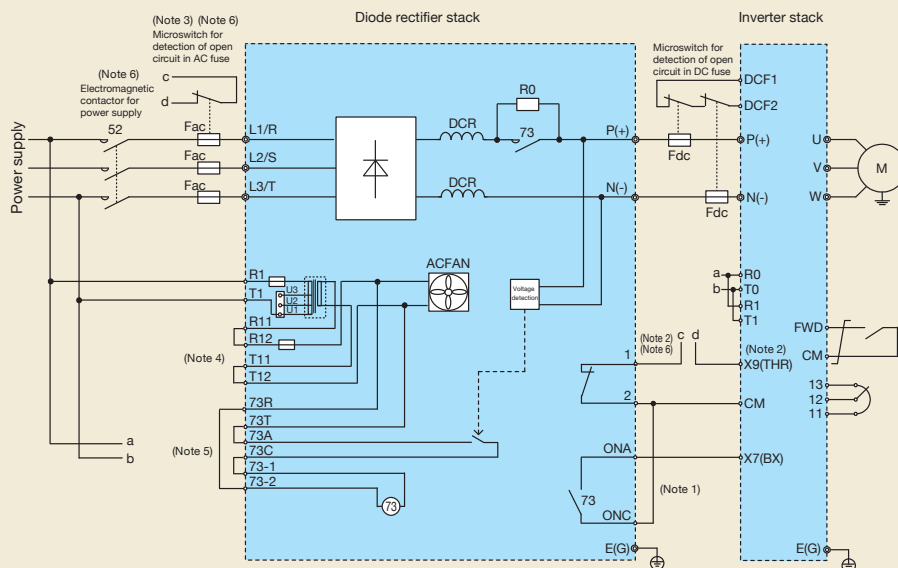 Diode rectifier stack
Inverter stack
(Note 3) (Note 6)
Microswitch for
detection of open
circuit in AC fuse
c
d
(Note 6)
Electromagnetic
contactor for
power supply
52
Power supply
Fac
Fac
Fac
L1/R
L2/S
L3/T
DCR
DCR
R0
73
P(+)
N(-)
Microswitch for
detection of open
circuit in DC fuse
Fdc
Fdc
DCF1
DCF2
P(+)
N(-)
U
V
W
M
R1
T1
U3
U2
U1
R11
R12
T11
T12
(Note 4)
ACFAN
Voltage
detection
a
b
R0
T0
R1
T1
FWD
CM
(Note 2)
(Note 6)
c d
1
2
(Note 2)
X9(THR)
CM
13
12
11
73R
73T
73A
73C
73-1
73-2
(Note 5)
a
b
73
ONA
73
ONC
(Note 1)
X7(BX)
E(G)
E(G)